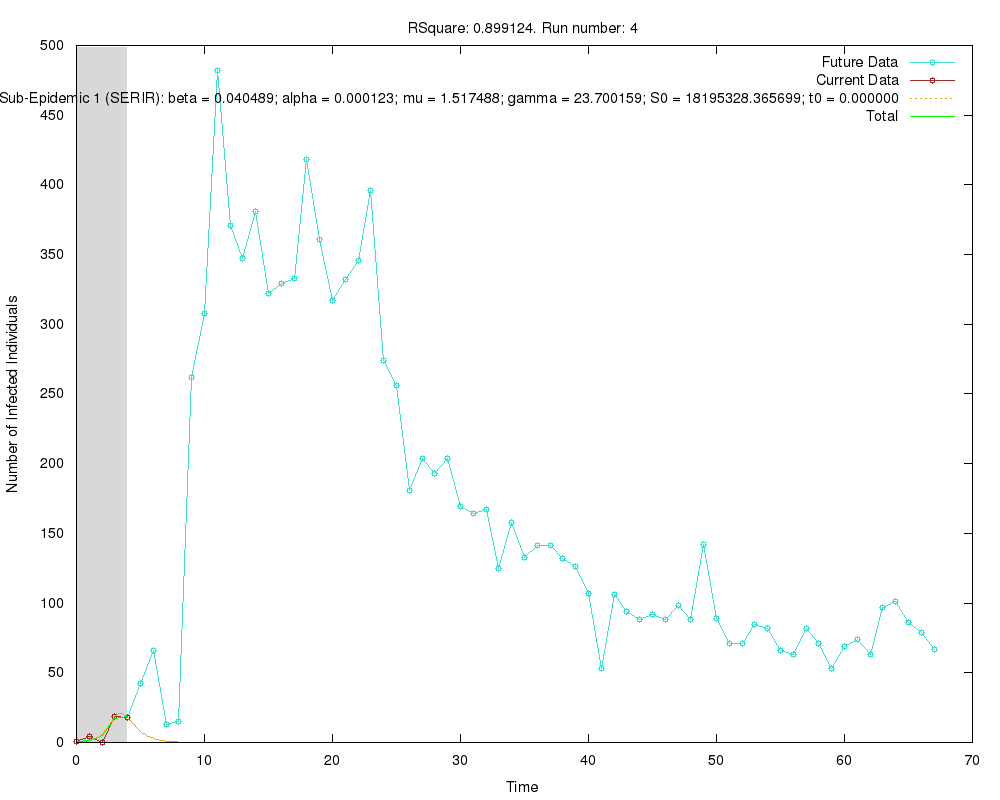 RSquare: 0.899124. Run number: 4
500
450
400
350
300
250
200
150
100
50
0
Number of Infected Individuals
Future Data
Current Data
Sub-Epidemic 1 (SERIR): beta = 0.040489; alpha = 0.000123; mu = 1.517488; gamma = 23.700159; S0 = 18195328.365699; t0 = 0.000000
Total
0 10 20 30 40 50 60 70
Time